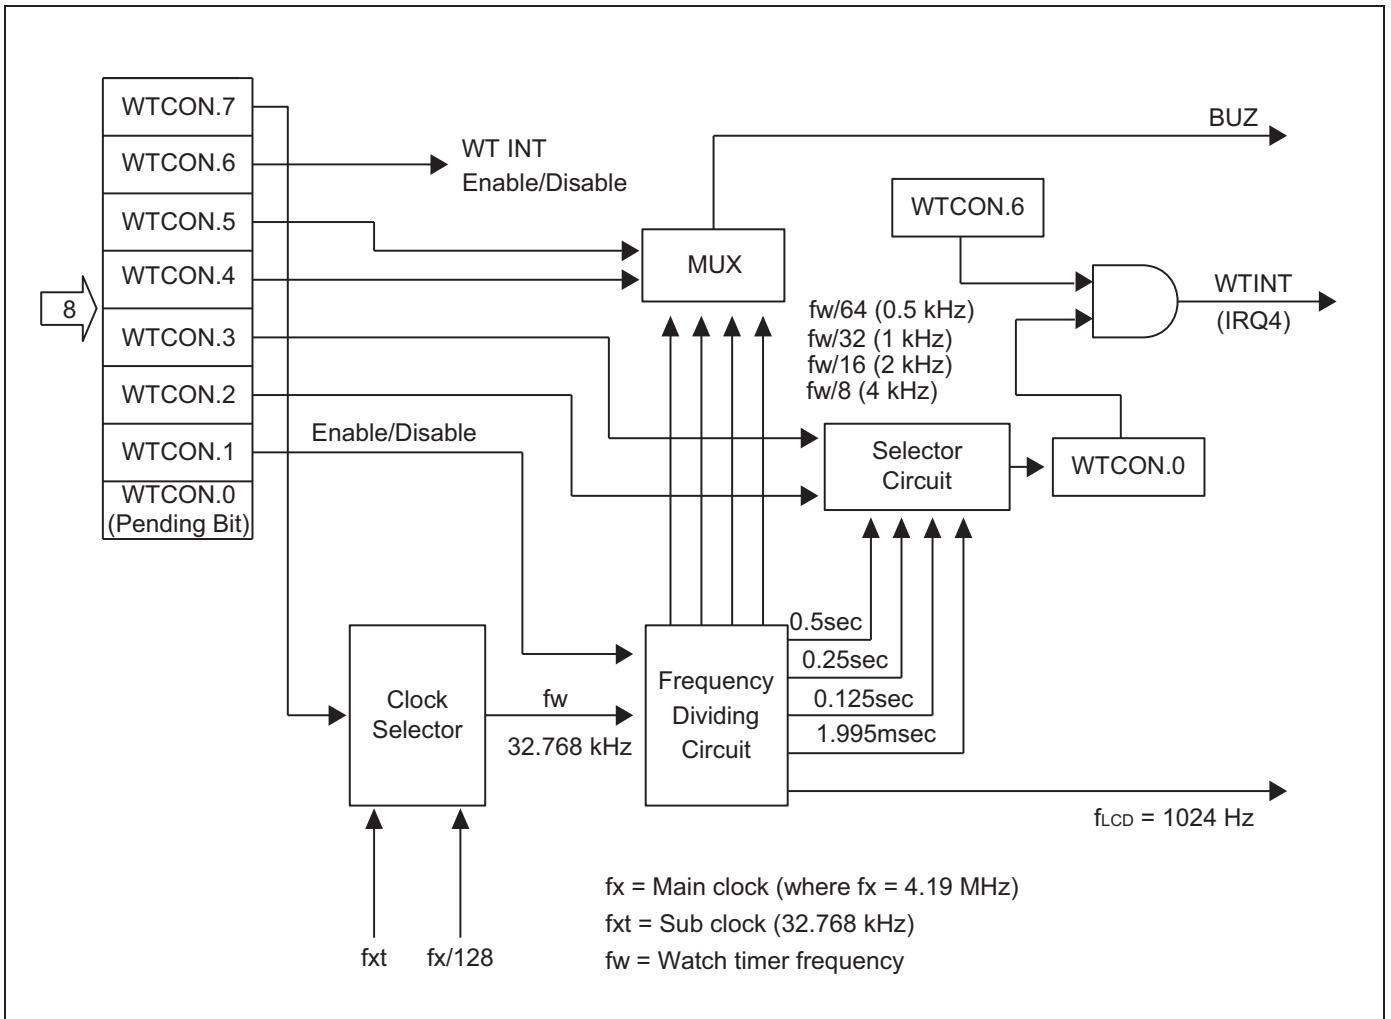 WTCON.7
WTCON.6
WTCON.5
WTCON.4
WTCON.3
WTCON.2
WTCON.1
WTCON.0
(Pending Bit)
8
WT INT
Enable/Disable
Enable/Disable
MUX
BUZ
WTCON.6
WTINT
(IRQ4)
fw/64 (0.5 kHz)
fw/32 (1 kHz)
fw/16 (2 kHz)
fw/8 (4 kHz)
Selector
Circuit
WTCON.0
Clock
Selector
fw
32.768 kHz
Frequency
Dividing
Circuit
0.5sec
0.25sec
0.125sec
1.995msec
fLCD = 1024 Hz
fxt
fx/128
fx = Main clock (where fx = 4.19 MHz)
fxt = Sub clock (32.768 kHz)
fw = Watch timer frequency